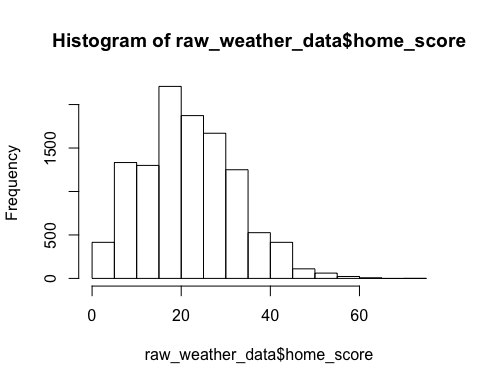 Histogram of raw_weather_data$home_score
Frequency
1500
500
0
0 20 40 60
raw_weather_data$home_score